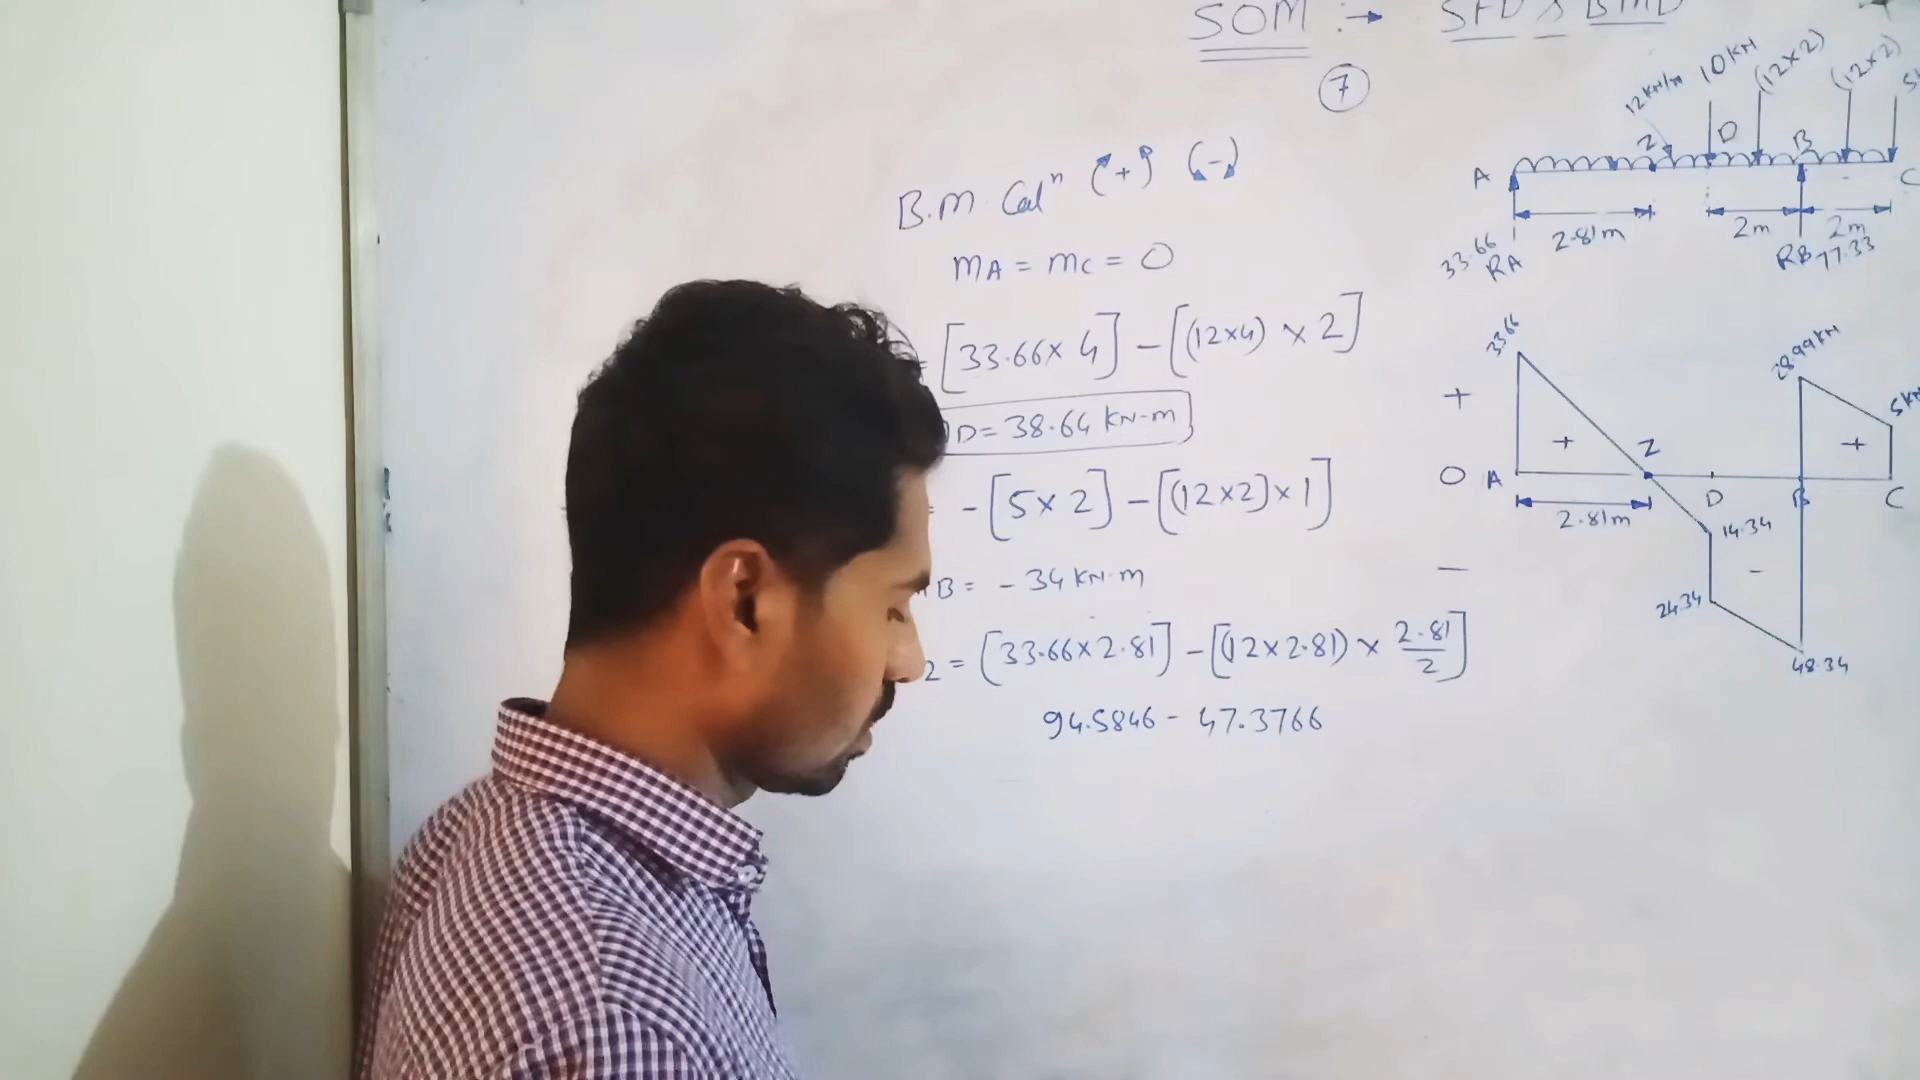 SOM :→ SFD & BMD
7
B.M. Calⁿ (+) (-)
mA = mC = 0
= [33.66 × 4] - [(12×4) × 2]
D = 38.64 KN-m
= -[5 × 2] - [(12×2) × 1]
B = - 34 KN-m
z = [33.66×2.81] - [(12×2.81) × 2.81/2]
94.5846 - 47.3766
12 KN/m 10 KN (12×2) (12×2)
A Z D B C
2.81m 2m 2m
33.66 RA RB 77.33
33.66 28.99 KN
+ + + 5 KN
O A Z D B C
2.81m 14.34
— -
24.34
48.34